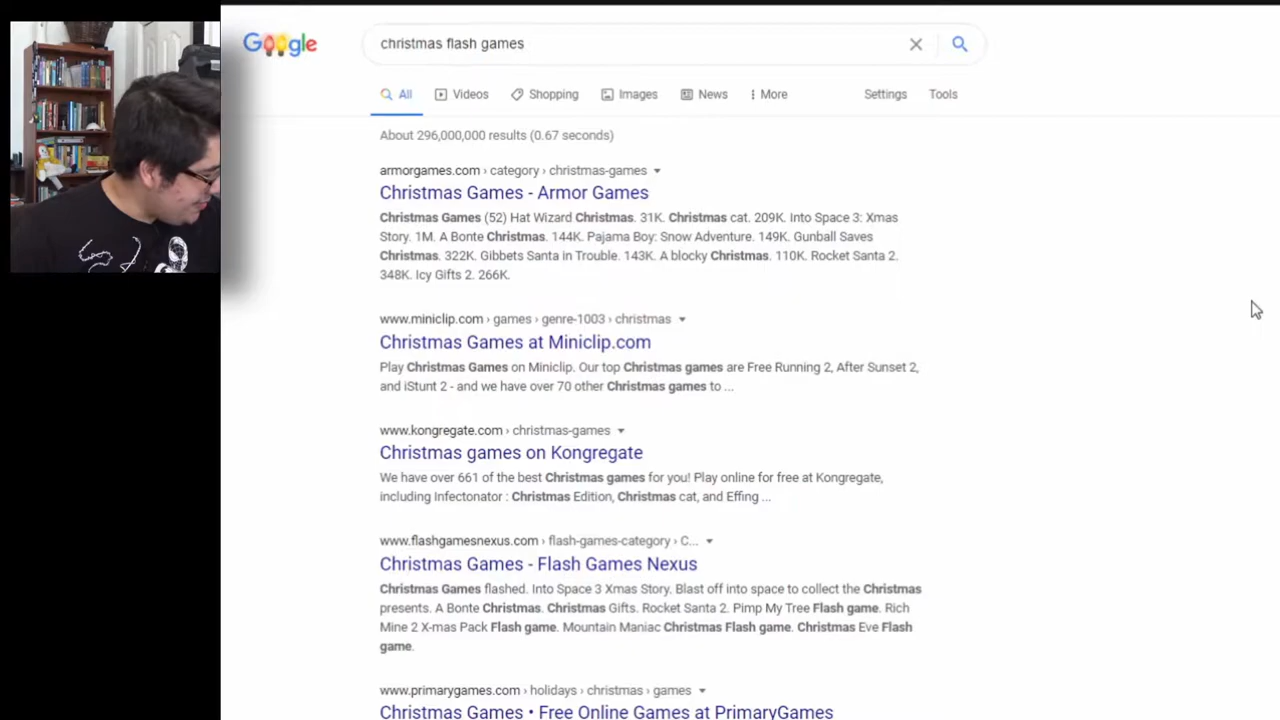 Google
christmas flash games
All
Videos
Shopping
Images
News
More
Settings
Tools
About 296,000,000 results (0.67 seconds)
armorgames.com › category › christmas-games
Christmas Games - Armor Games
Christmas Games (52) Hat Wizard Christmas. 31K. Christmas cat. 209K. Into Space 3: Xmas
Story. 1M. A Bonte Christmas. 144K. Pajama Boy: Snow Adventure. 149K. Gunball Saves
Christmas. 322K. Gibbets Santa in Trouble. 143K. A blocky Christmas. 110K. Rocket Santa 2.
348K. Icy Gifts 2. 266K.
www.miniclip.com › games › genre-1003 › christmas
Christmas Games at Miniclip.com
Play Christmas Games on Miniclip. Our top Christmas games are Free Running 2, After Sunset 2,
and iStunt 2 - and we have over 70 other Christmas games to ...
www.kongregate.com › christmas-games
Christmas games on Kongregate
We have over 661 of the best Christmas games for you! Play online for free at Kongregate,
including Infectonator : Christmas Edition, Christmas cat, and Effing ...
www.flashgamesnexus.com › flash-games-category › C...
Christmas Games - Flash Games Nexus
Christmas Games flashed. Into Space 3 Xmas Story. Blast off into space to collect the Christmas
presents. A Bonte Christmas. Christmas Gifts. Rocket Santa 2. Pimp My Tree Flash game. Rich
Mine 2 X-mas Pack Flash game. Mountain Maniac Christmas Flash game. Christmas Eve Flash
game.
www.primarygames.com › holidays › christmas › games
Christmas Games • Free Online Games at PrimaryGames